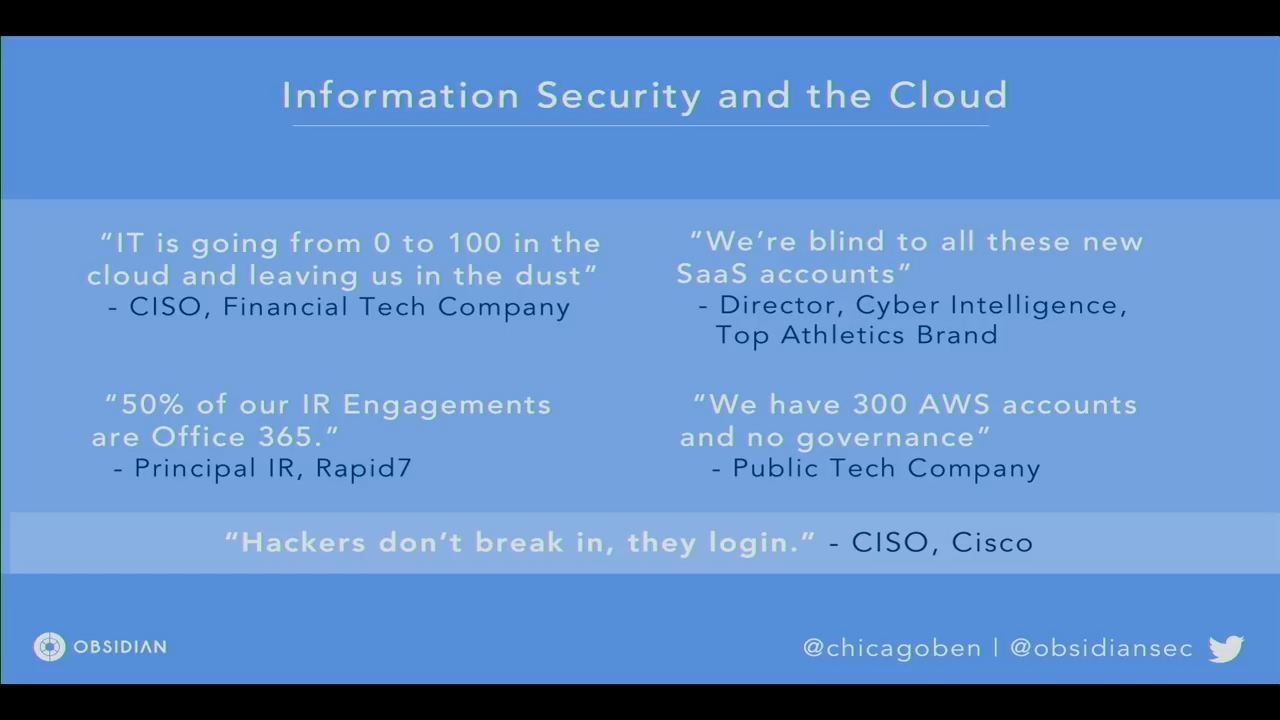 Information Security and the Cloud
“IT is going from 0 to 100 in the
cloud and leaving us in the dust”
- CISO, Financial Tech Company
“We’re blind to all these new
SaaS accounts”
- Director, Cyber Intelligence,
Top Athletics Brand
“50% of our IR Engagements
are Office 365.”
- Principal IR, Rapid7
“We have 300 AWS accounts
and no governance”
- Public Tech Company
“Hackers don’t break in, they login.” - CISO, Cisco
OBSIDIAN
@chicagoben | @obsidiansec